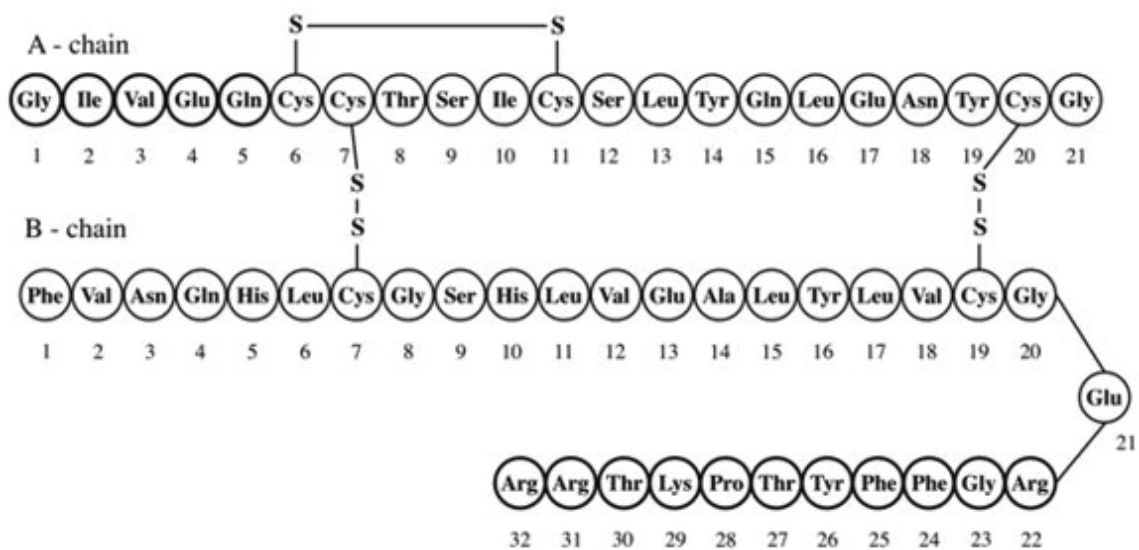 S S
A - chain
Gly Ile Val Glu Gln Cys Cys Thr Ser Ile Cys Ser Leu Tyr Gln Leu Glu Asn Tyr Cys Gly
1 2 3 4 5 6 7 8 9 10 11 12 13 14 15 16 17 18 19 20 21
S S
S S
B - chain
Phe Val Asn Gln His Leu Cys Gly Ser His Leu Val Glu Ala Leu Tyr Leu Val Cys Gly
1 2 3 4 5 6 7 8 9 10 11 12 13 14 15 16 17 18 19 20
Glu
21
Arg Arg Thr Lys Pro Thr Tyr Phe Phe Gly Arg
32 31 30 29 28 27 26 25 24 23 22